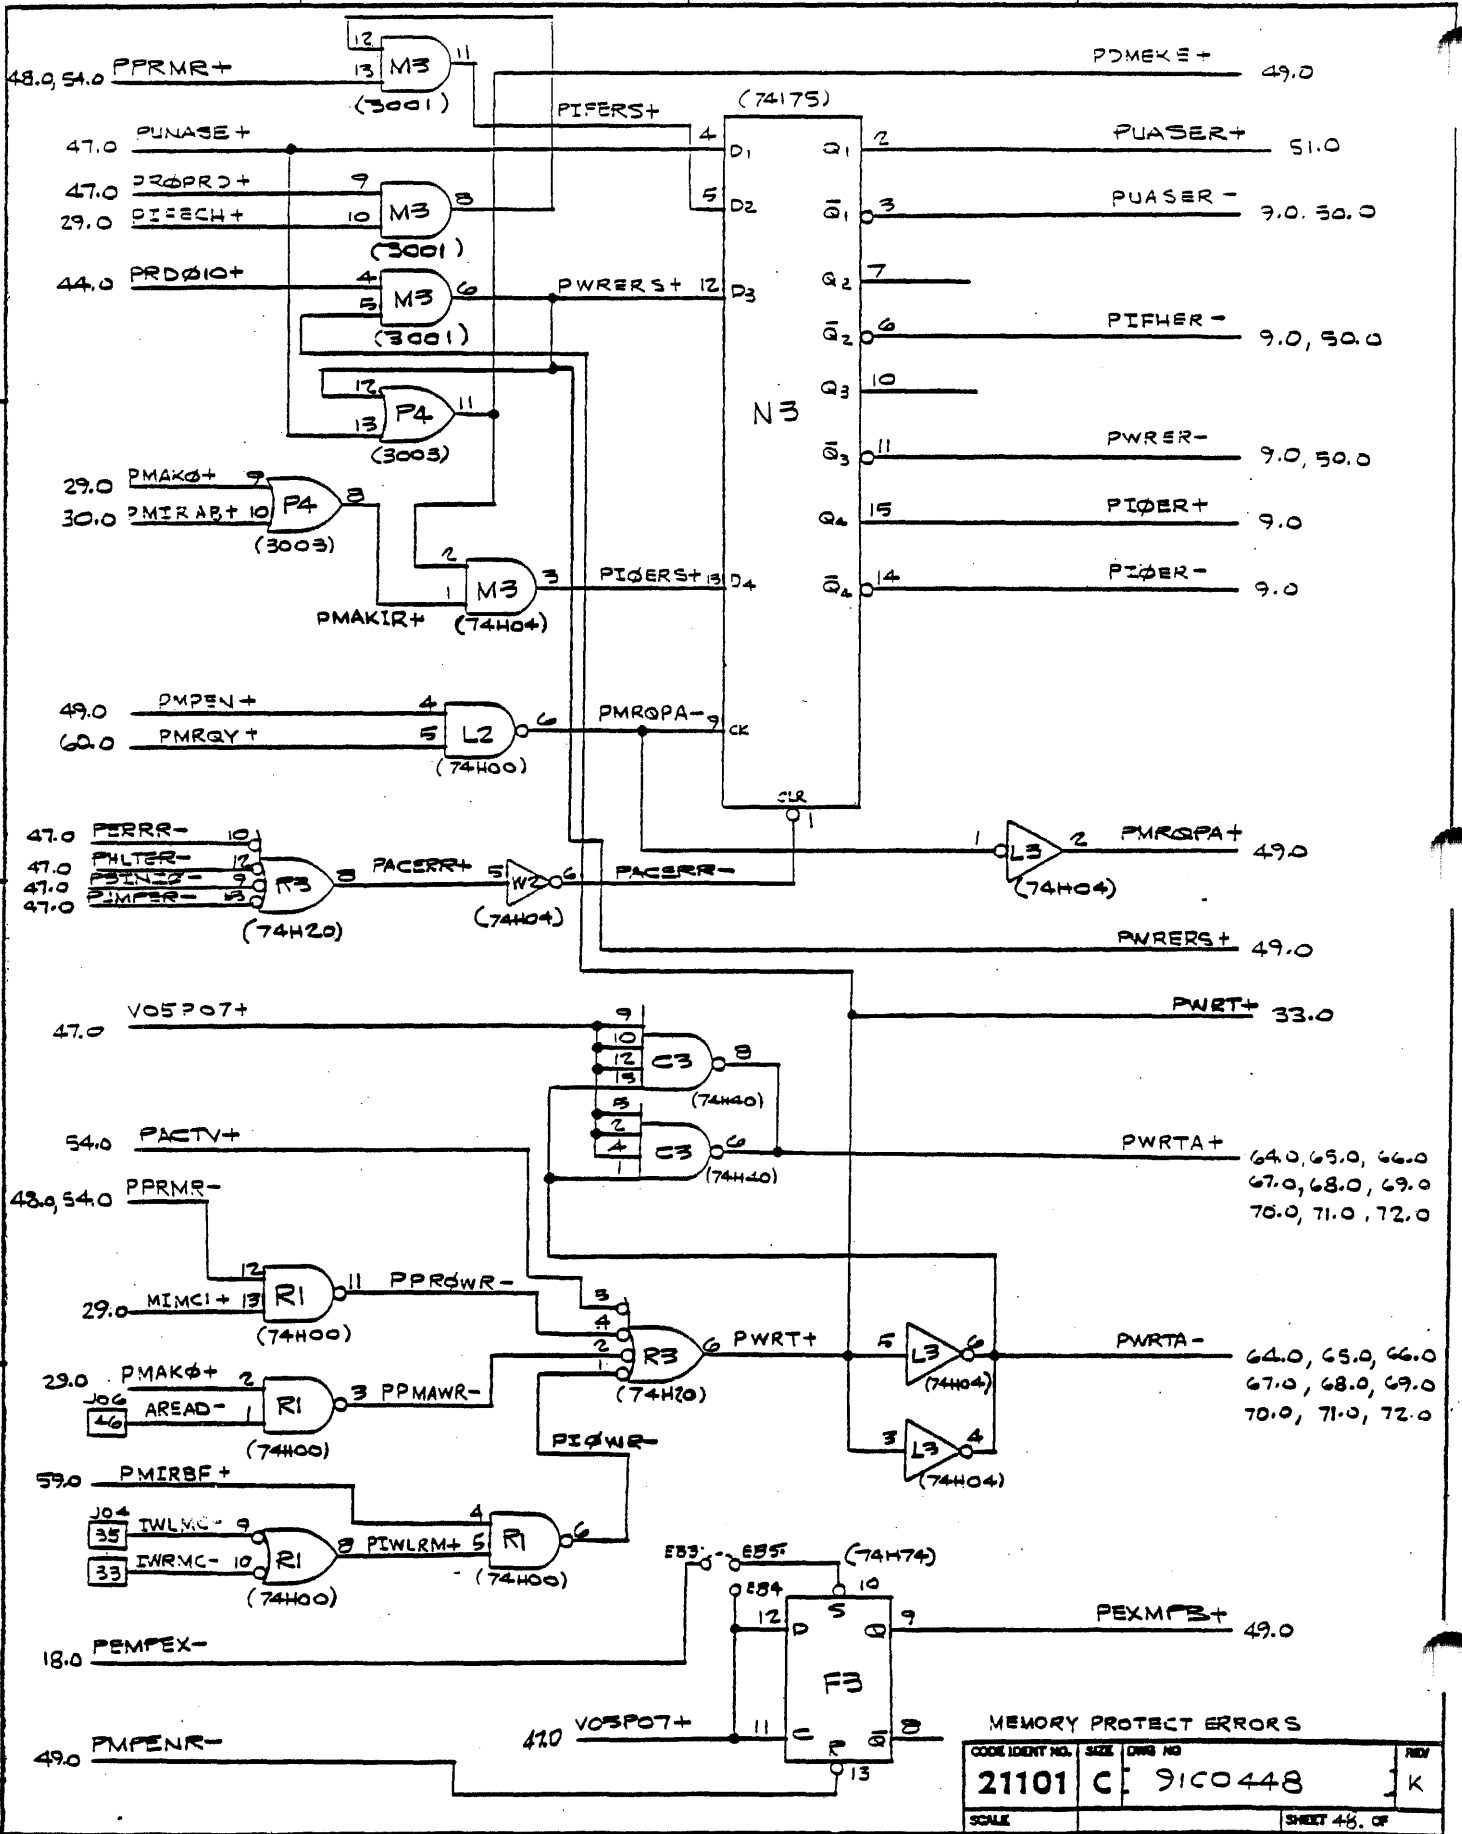 12 M3 11
48.0, 54.0 PPRMR+ 13
(3001)
PDMEKE+ 49.0
(74175)
PIFERS+
47.0 PUNASE+ 4 D1 Q1 2 PUASER+ 51.0
47.0 PRØPRD+ 9 M3 8 5 D2 Q̅1 3 PUASER- 9.0. 50.0
29.0 PIFECH+ 10
(3001)
44.0 PRDØ10+ 4 M3 6 PWRERS+ 12 D3 Q2 7
5
(3001)
Q̅2 6 PIFHER- 9.0, 50.0
12 P4 11 Q3 10
13
(3003)
N3
Q̅3 11 PWRER- 9.0, 50.0
29.0 PMAKØ+ 9 P4 8
30.0 PMIRAB+ 10
(3003)
Q4 15 PIØER+ 9.0
2 M3 3 PIØERS+ 13 D4 Q̅4 14 PIØER- 9.0
1
PMAKIR+ (74H04)
49.0 PMPEN+ 4 L2 6 PMRQPA- 9 CK
60.0 PMRQY+ 5
(74H00)
CLR
1
47.0 PERRR- 10
47.0 PHLTER- 12 R3 8 PACERR+ 5 W2 6 PACERR-
47.0 9
47.0 PIMPER- 13
(74H20) (74H04)
1 L3 2 PMRQPA+ 49.0
(74H04)
PWRERS+ 49.0
47.0 V05P07+ 9
10 C3 8
12
13
(74H40)
PWRT+ 33.0
5
2
4 C3 6
1
(74H40)
PWRTA+ 64.0, 65.0, 66.0
67.0, 68.0, 69.0
70.0, 71.0, 72.0
54.0 PACTV+
48.0, 54.0 PPRMR-
12 R1 11 PPRØWR-
29.0 MIMC1+ 13
(74H00)
5
4
2 R3 6 PWRT+
1
(74H20)
5 L3 6 PWRTA- 64.0, 65.0, 66.0
(74H04)
67.0, 68.0, 69.0
70.0, 71.0, 72.0
29.0 PMAKØ+ 2 R1 3 PPMAWR-
J06
46 AREAD- 1
(74H00)
PIØWR-
3 L3 4
(74H04)
59.0 PMIRBF+
4 R1 6
J04
35 IWLMC- 9 R1 8 PIWLRM+ 5
33 IWRMC- 10
(74H00) (74H00)
E83 E85 (74H74)
E84 10
S
12 D Q 9 PEXMPB+ 49.0
18.0 PEMPEX-
F3
47.0 V05P07+ 11 C Q̅ 8
R
13
49.0 PMPENR-
MEMORY PROTECT ERRORS
CODE IDENT NO. SIZE DWG NO REV
21101 C 91C0448 K
SCALE SHEET 48. OF